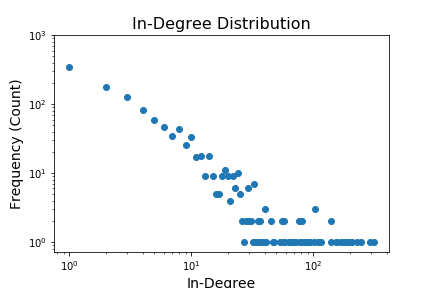 In-Degree Distribution
Frequency (Count)
10³
10²
10¹
10⁰
10⁰ 10¹ 10²
In-Degree